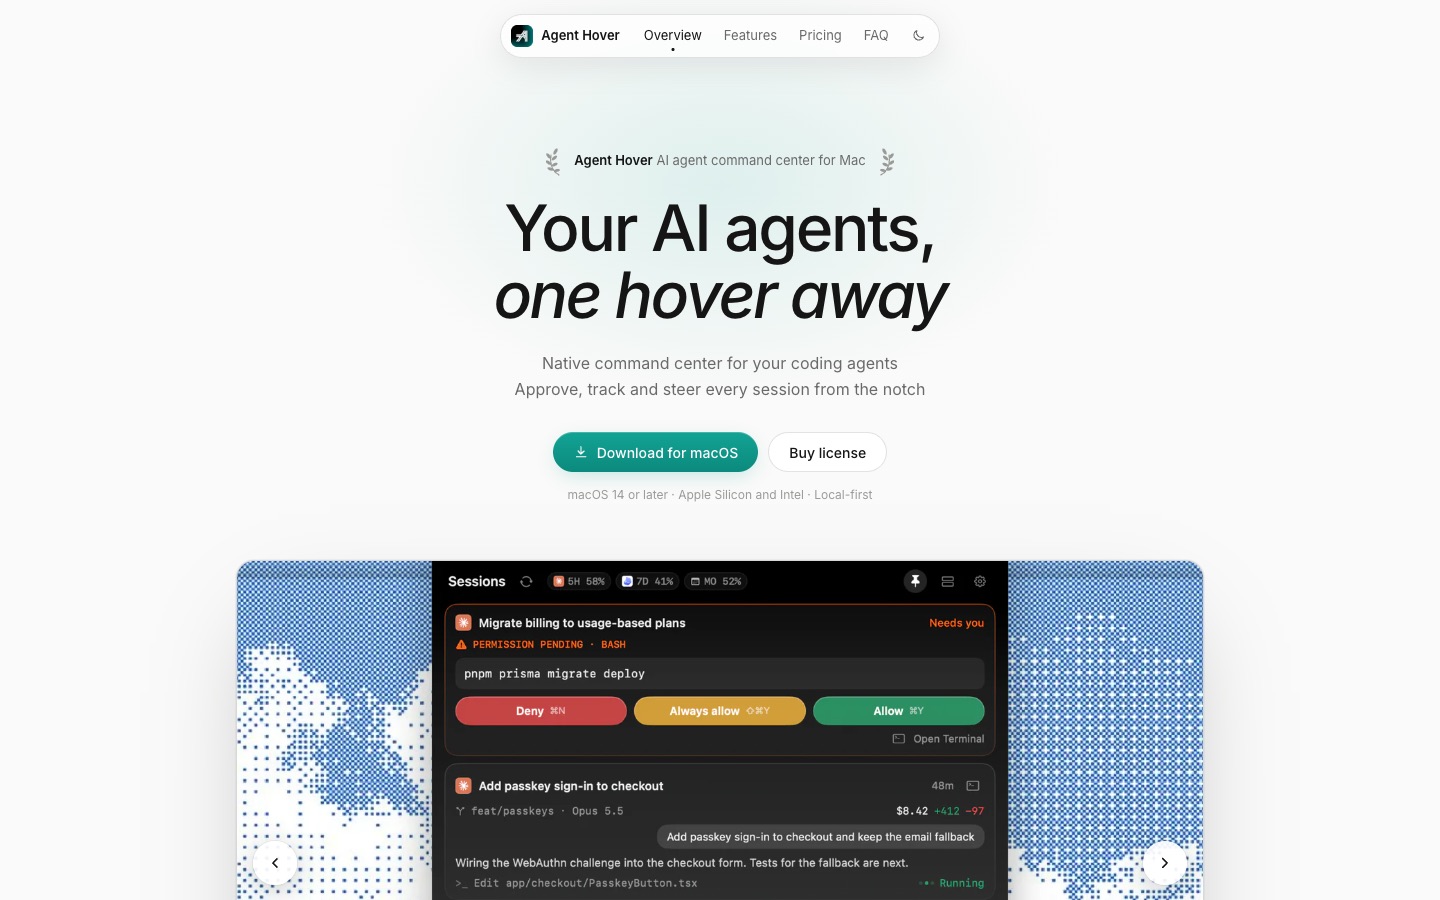 Agent Hover Overview Features Pricing FAQ
Agent Hover AI agent command center for Mac
Your AI agents,
one hover away
Native command center for your coding agents
Approve, track and steer every session from the notch
Download for macOS Buy license
macOS 14 or later · Apple Silicon and Intel · Local-first
Sessions 5H 58% 7D 41% MO 52%
Migrate billing to usage-based plans Needs you
PERMISSION PENDING · BASH
pnpm prisma migrate deploy
Deny ⌘N Always allow ⇧⌘Y Allow ⌘Y
Open Terminal
Add passkey sign-in to checkout 48m
feat/passkeys · Opus 5.5 $8.42 +412 −97
Add passkey sign-in to checkout and keep the email fallback
Wiring the WebAuthn challenge into the checkout form. Tests for the fallback are next.
>_ Edit app/checkout/PasskeyButton.tsx Running